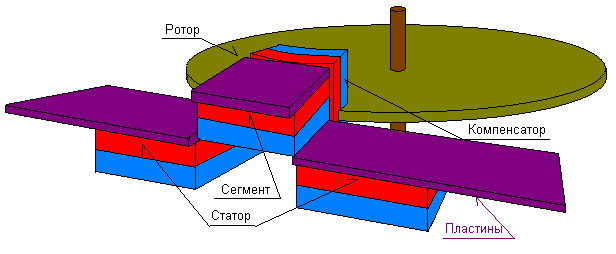 Ротор
Компенсатор
Сегмент
Статор
Пластины